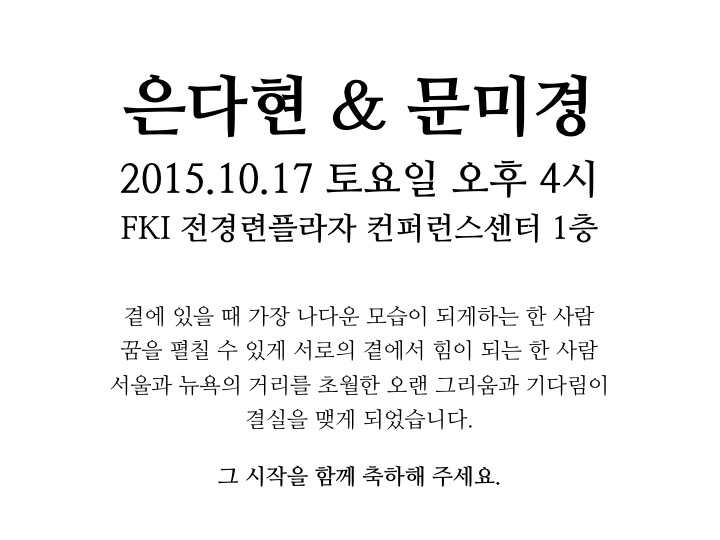 은다현 & 문미경
2015.10.17 토요일 오후 4시
FKI 전경련플라자 컨퍼런스센터 1층
곁에 있을 때 가장 나다운 모습이 되게하는 한 사람
꿈을 펼칠 수 있게 서로의 곁에서 힘이 되는 한 사람
서울과 뉴욕의 거리를 초월한 오랜 그리움과 기다림이
결실을 맺게 되었습니다.
그 시작을 함께 축하해 주세요.